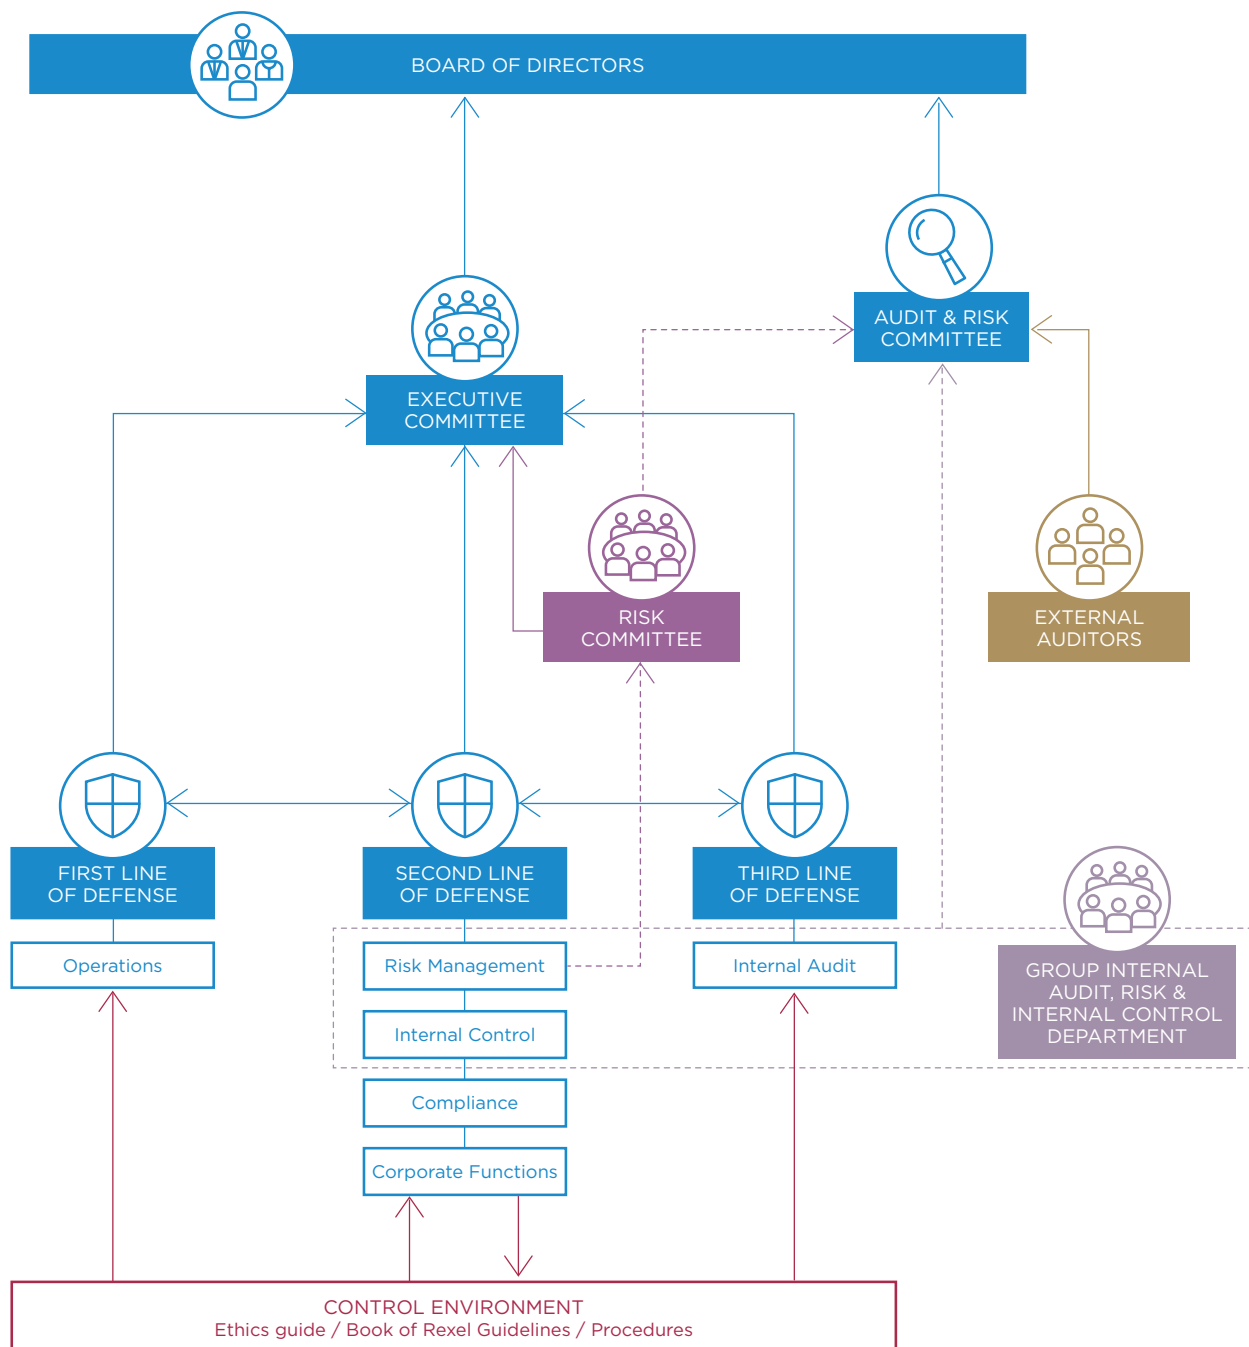 BOARD OF DIRECTORS
AUDIT & RISK
COMMITTEE
EXECUTIVE
COMMITTEE
RISK
COMMITTEE
EXTERNAL
AUDITORS
FIRST LINE
OF DEFENSE
SECOND LINE
OF DEFENSE
THIRD LINE
OF DEFENSE
Operations
Risk Management
Internal Audit
GROUP INTERNAL
AUDIT, RISK &
INTERNAL CONTROL
DEPARTMENT
Internal Control
Compliance
Corporate Functions
CONTROL ENVIRONMENT
Ethics guide / Book of Rexel Guidelines / Procedures